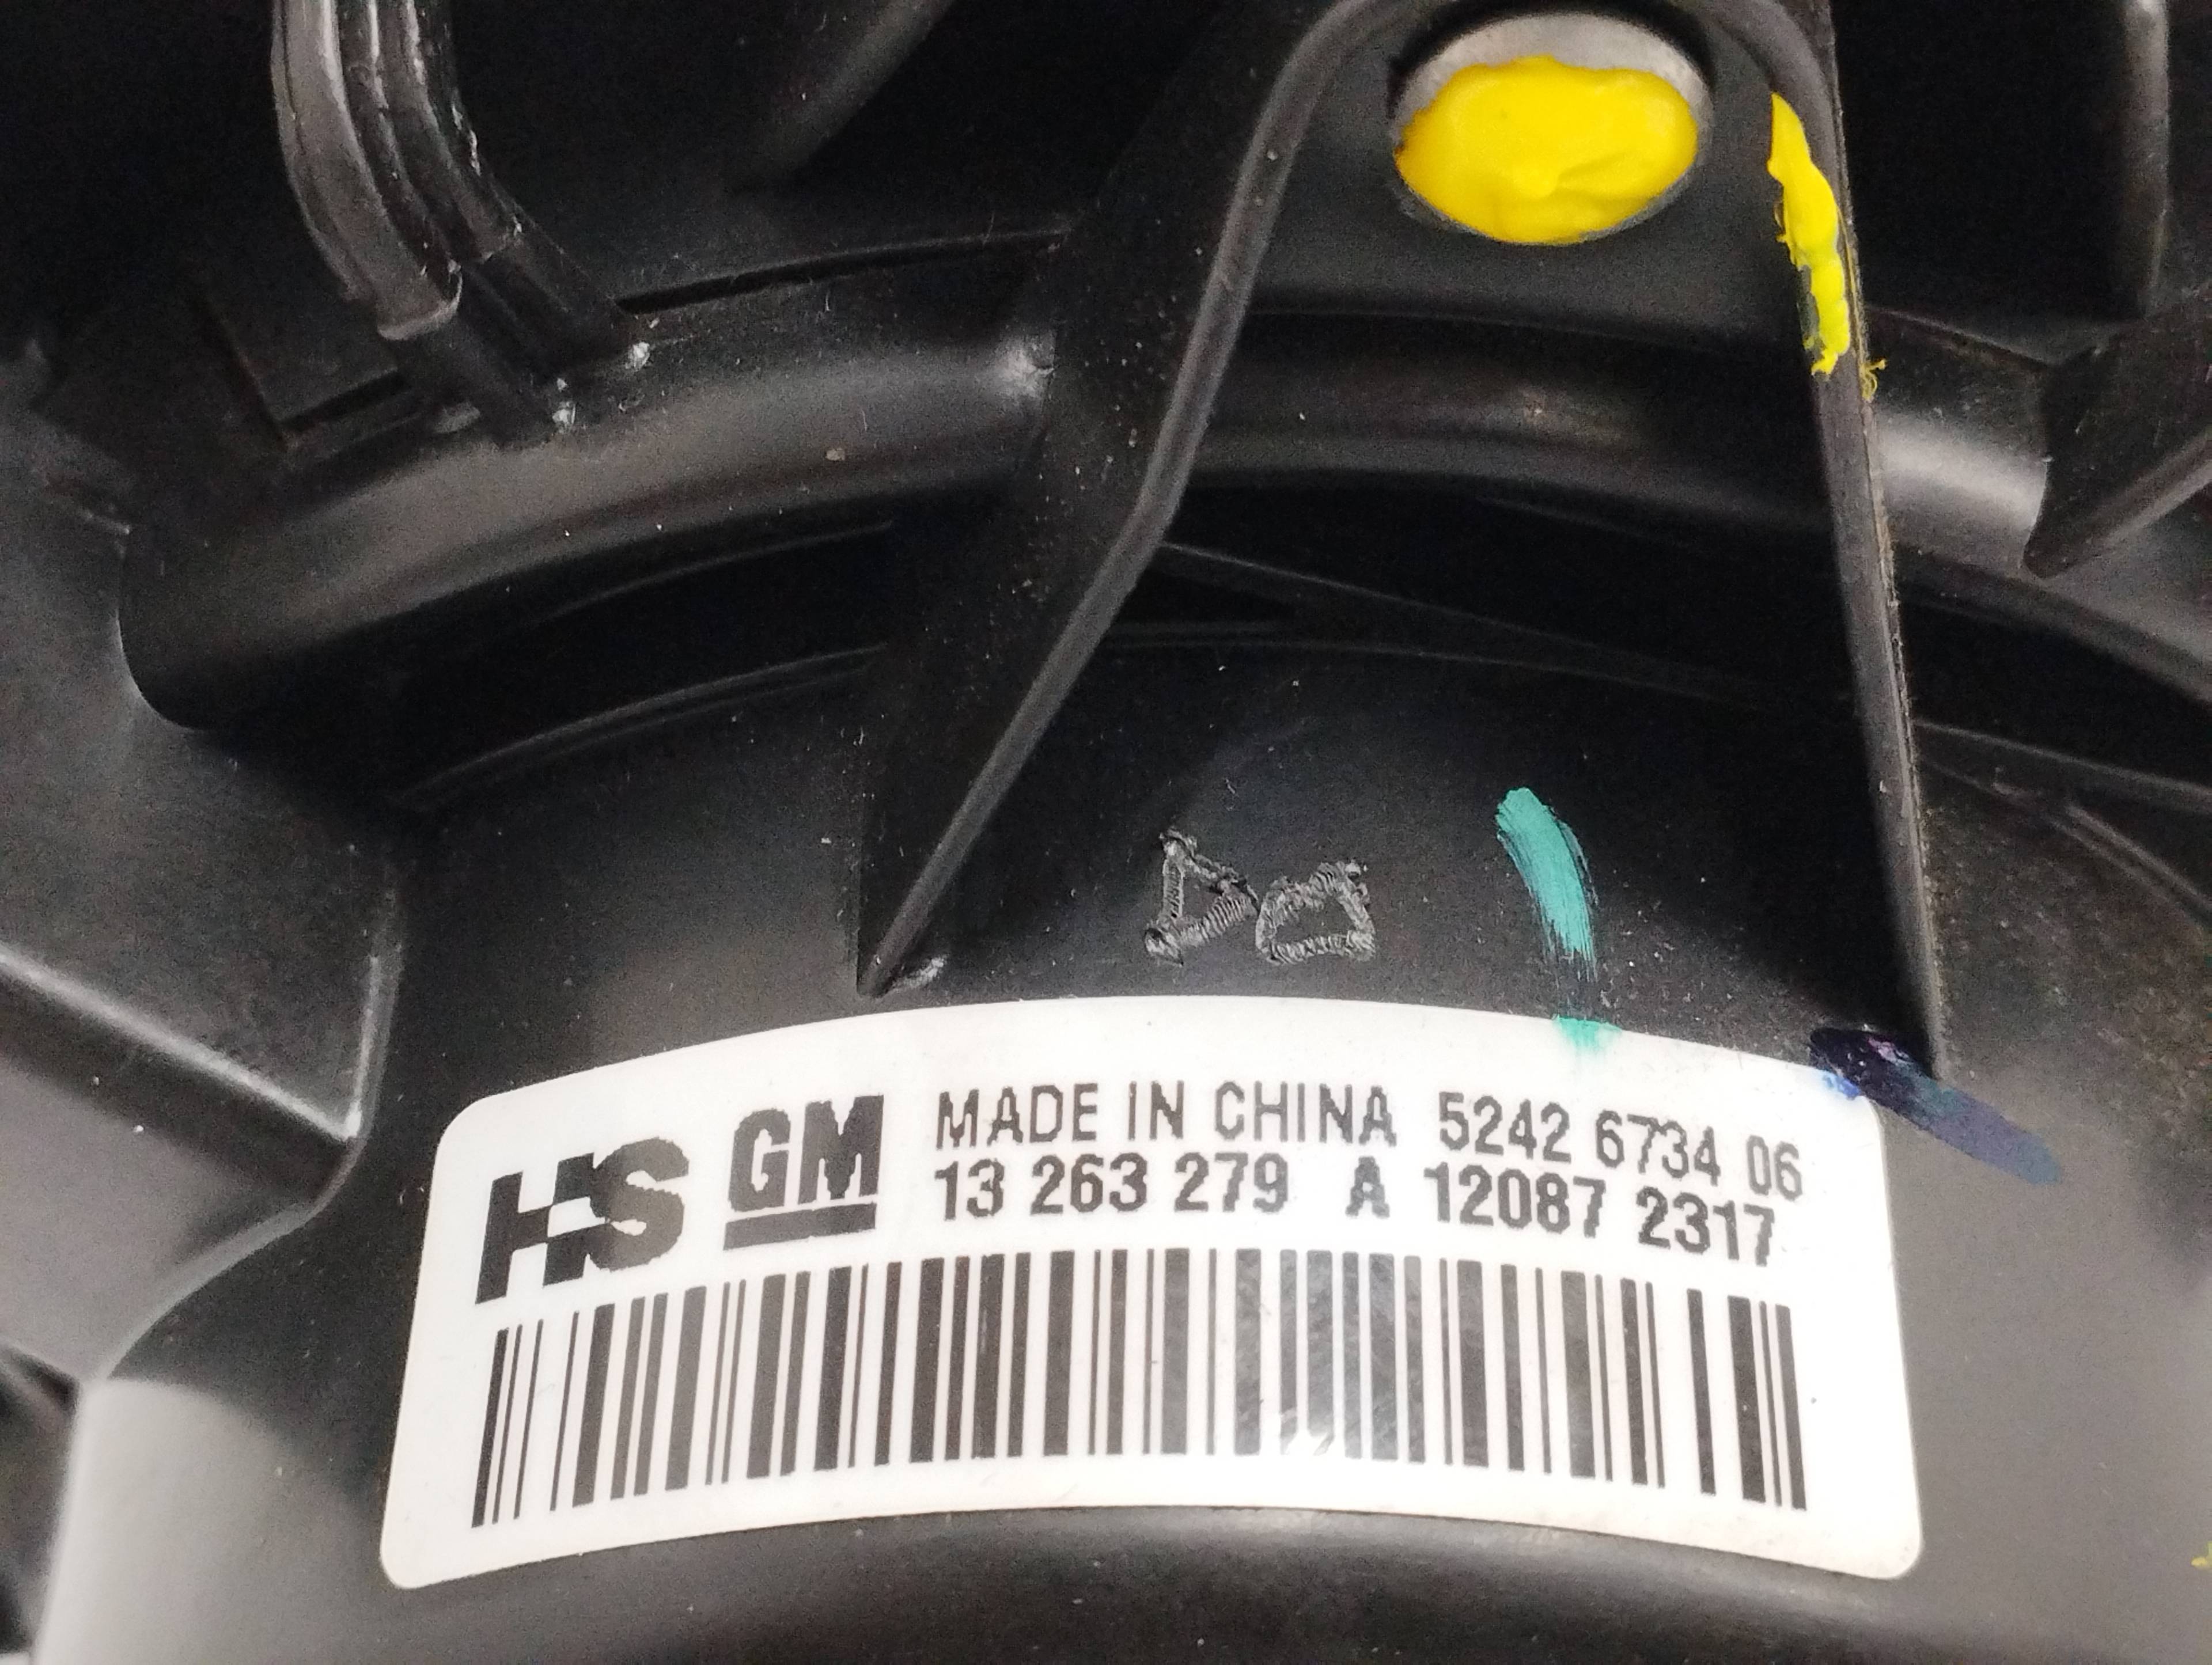 HS GM MADE IN CHINA 5242 6734 06
13 263 279 A 12087 2317